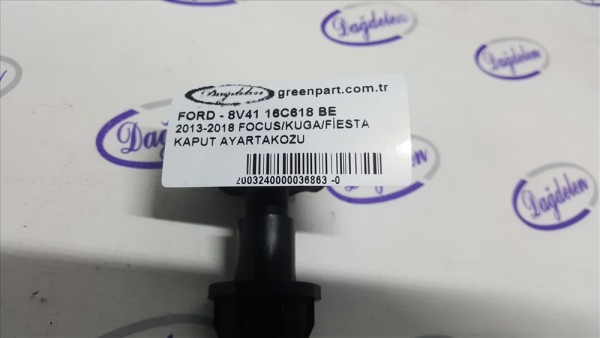 Dağdelen
Dağdelen
Dağdelen greenpart.com.tr
FORD - 8V41 16C618 BE
2013-2018 FOCUS/KUGA/FİESTA
KAPUT AYARTAKOZU
2003240000036863 -0
Dağdelen
Dağdelen